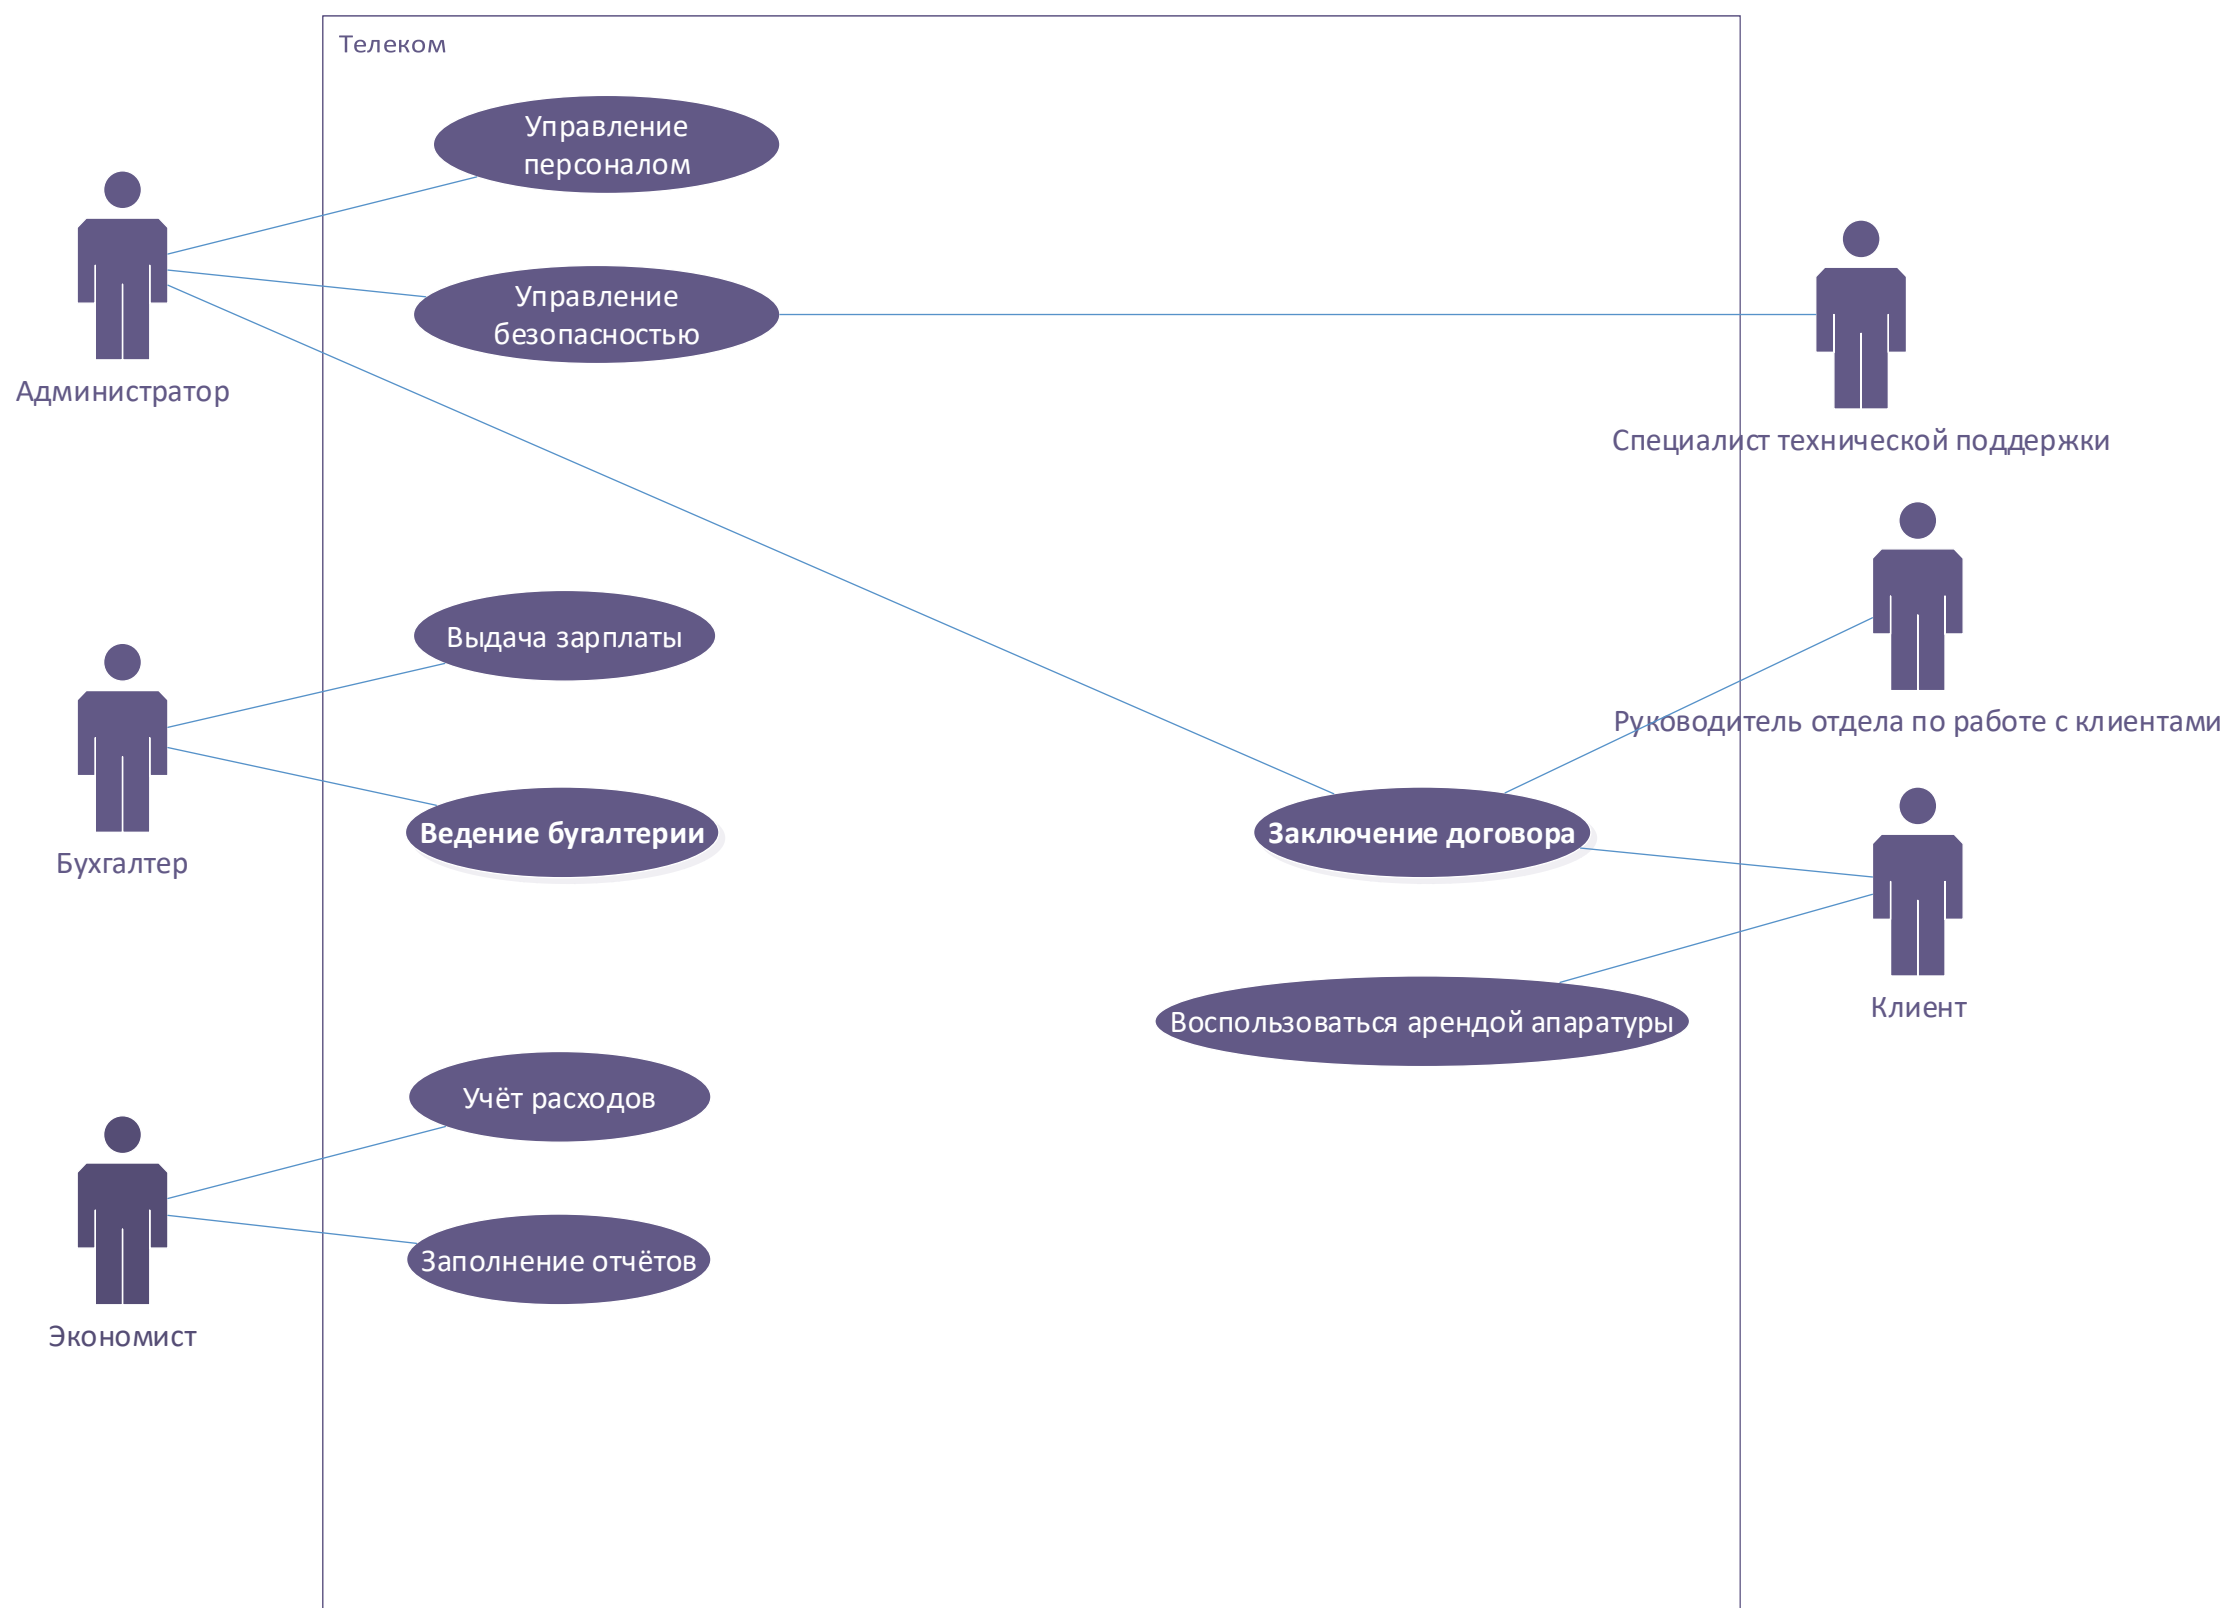 Телеком
Управление
персоналом
Управление
безопасностью
Администратор
Специалист технической поддержки
Выдача зарплаты
Руководитель отдела по работе с клиентами
Ведение бугалтерии
Заключение договора
Бухгалтер
Воспользоваться арендой апаратуры
Клиент
Учёт расходов
Заполнение отчётов
Экономист